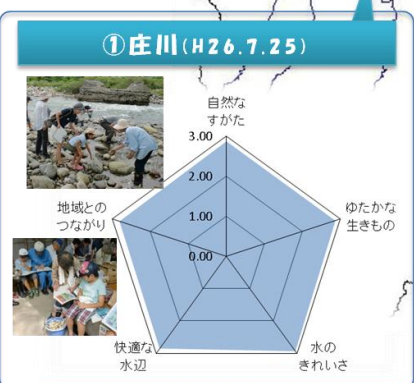 ①庄川(H26.7.25)
自然な
すがた
3.00
2.00
1.00
0.00
ゆたかな
生きもの
水の
きれいさ
快適な
水辺
地域との
つながり